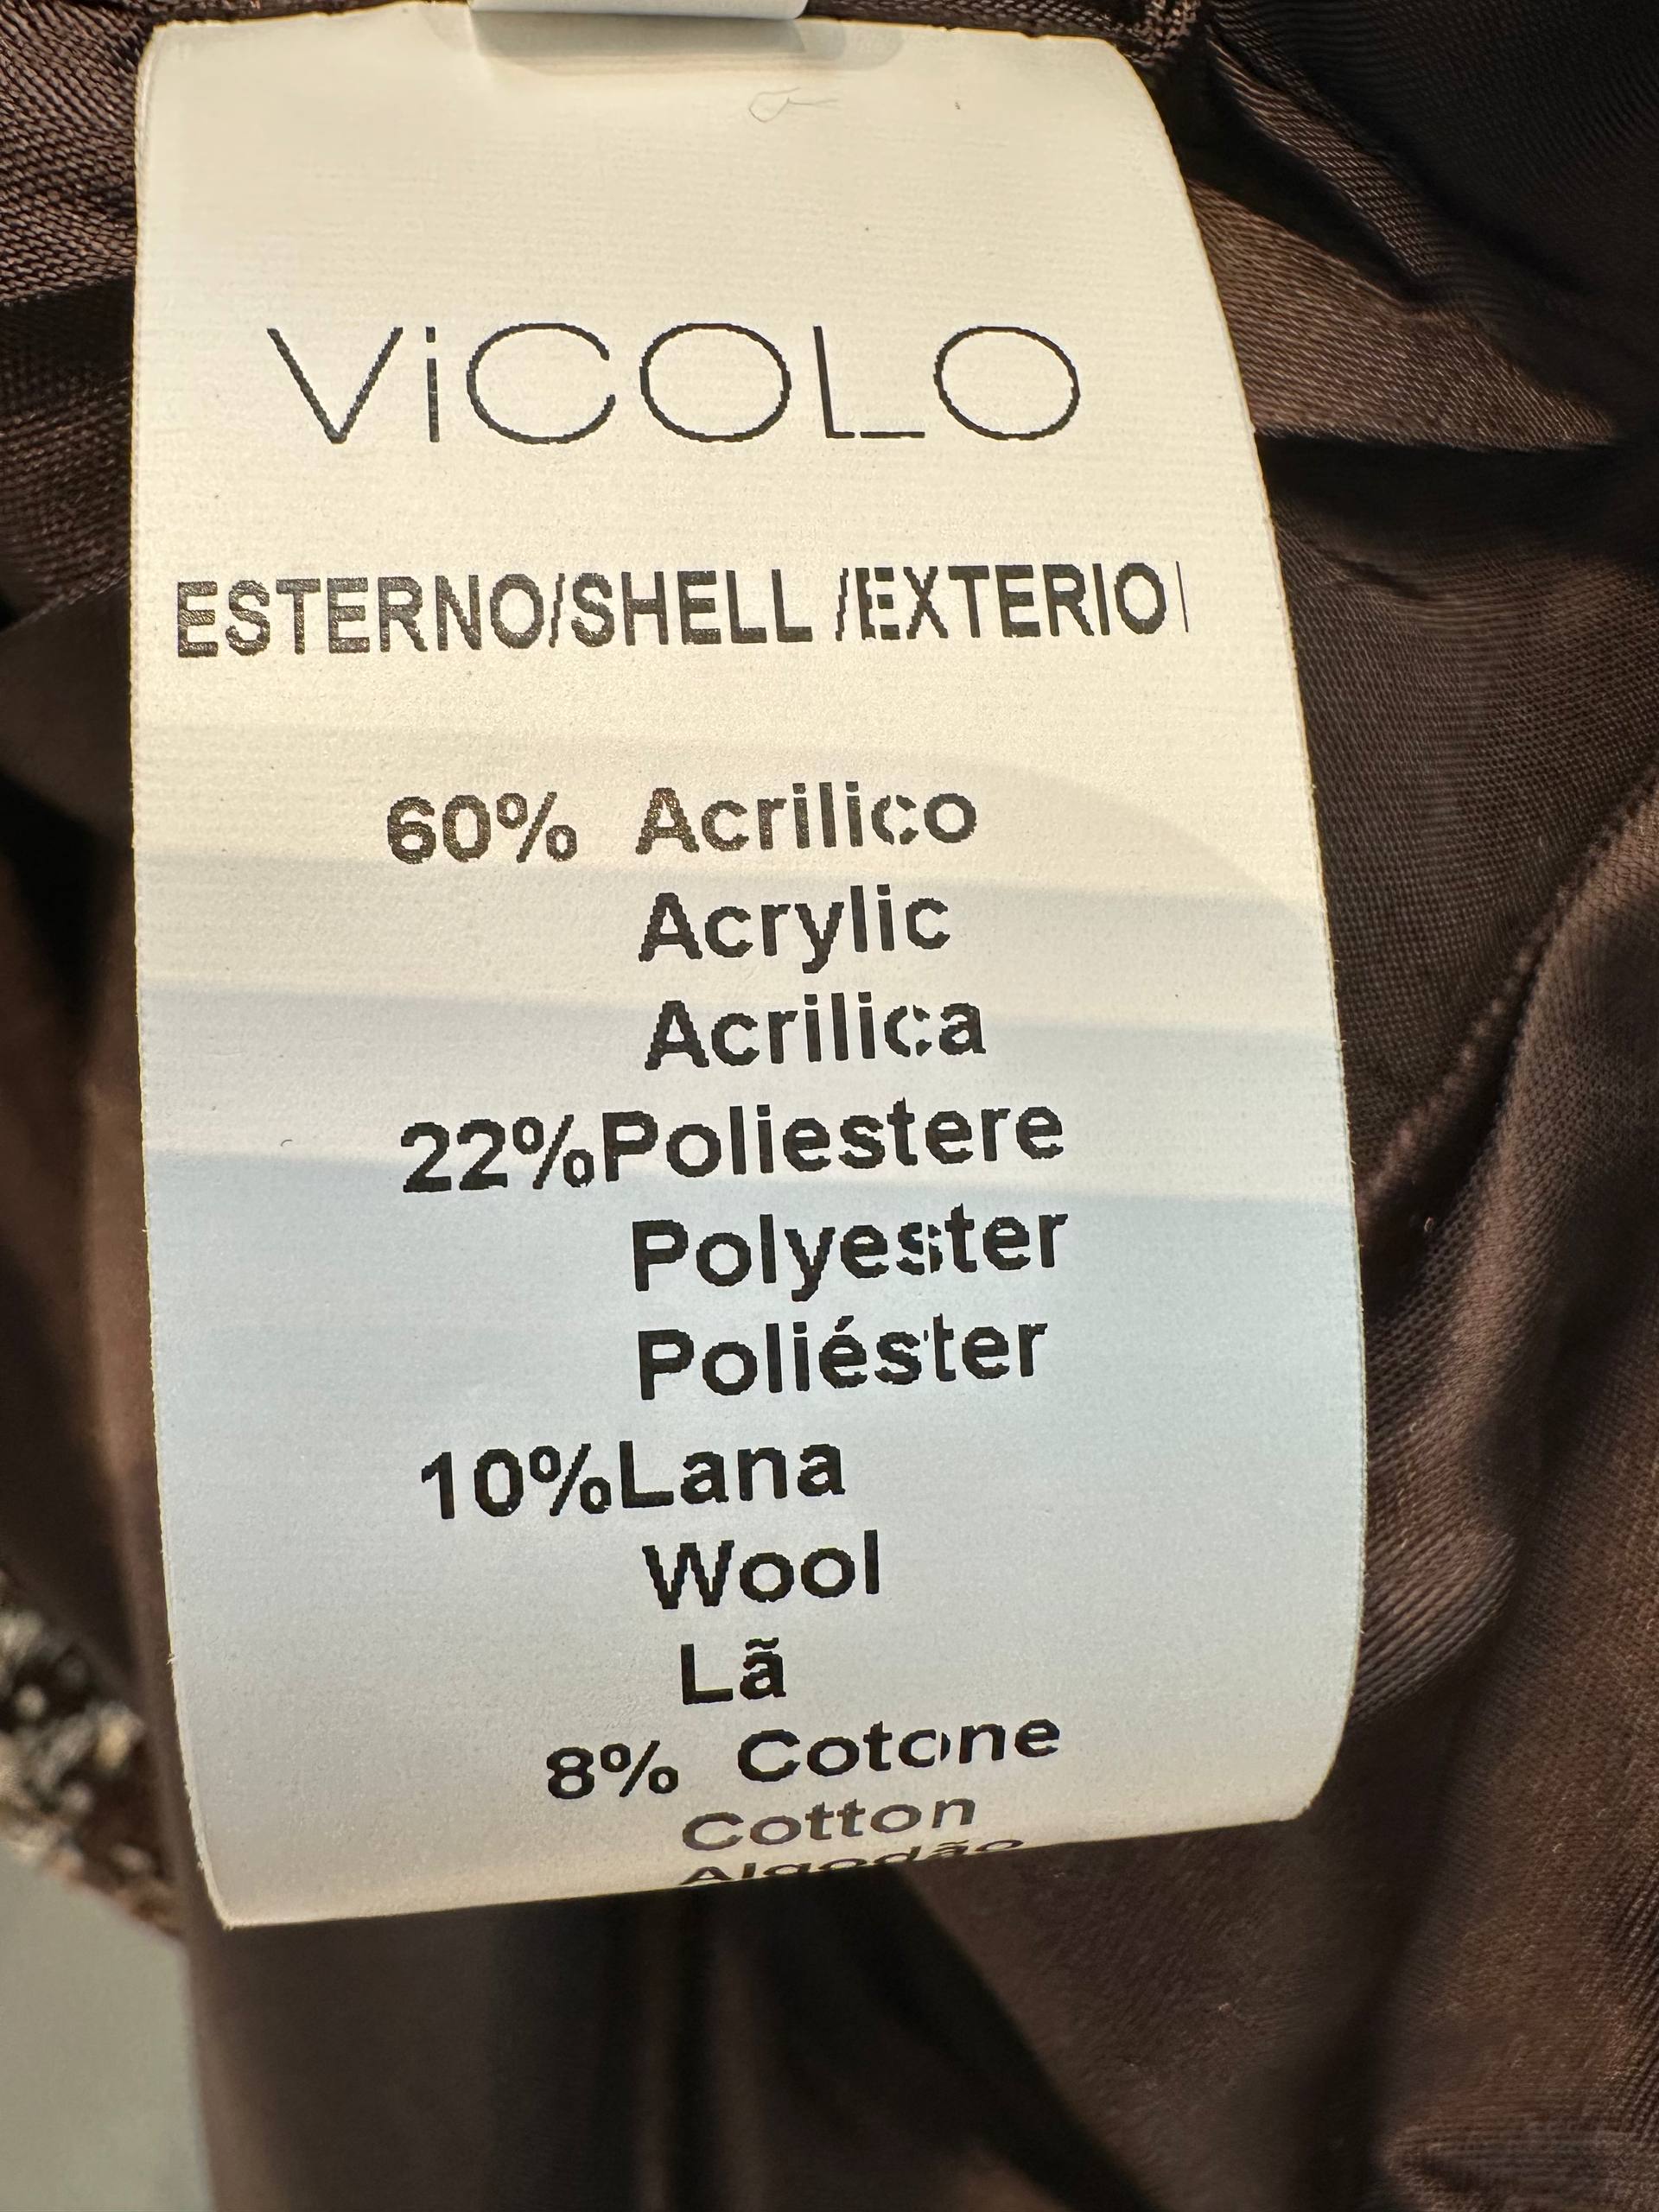 ViCOLO
ESTERNO/SHELL /EXTERIO
60% Acrilico
Acrylic
Acrilica
22%Poliestere
Polyester
Poliéster
10%Lana
Wool
Lã
8% Cotone
Cotton
Algodão